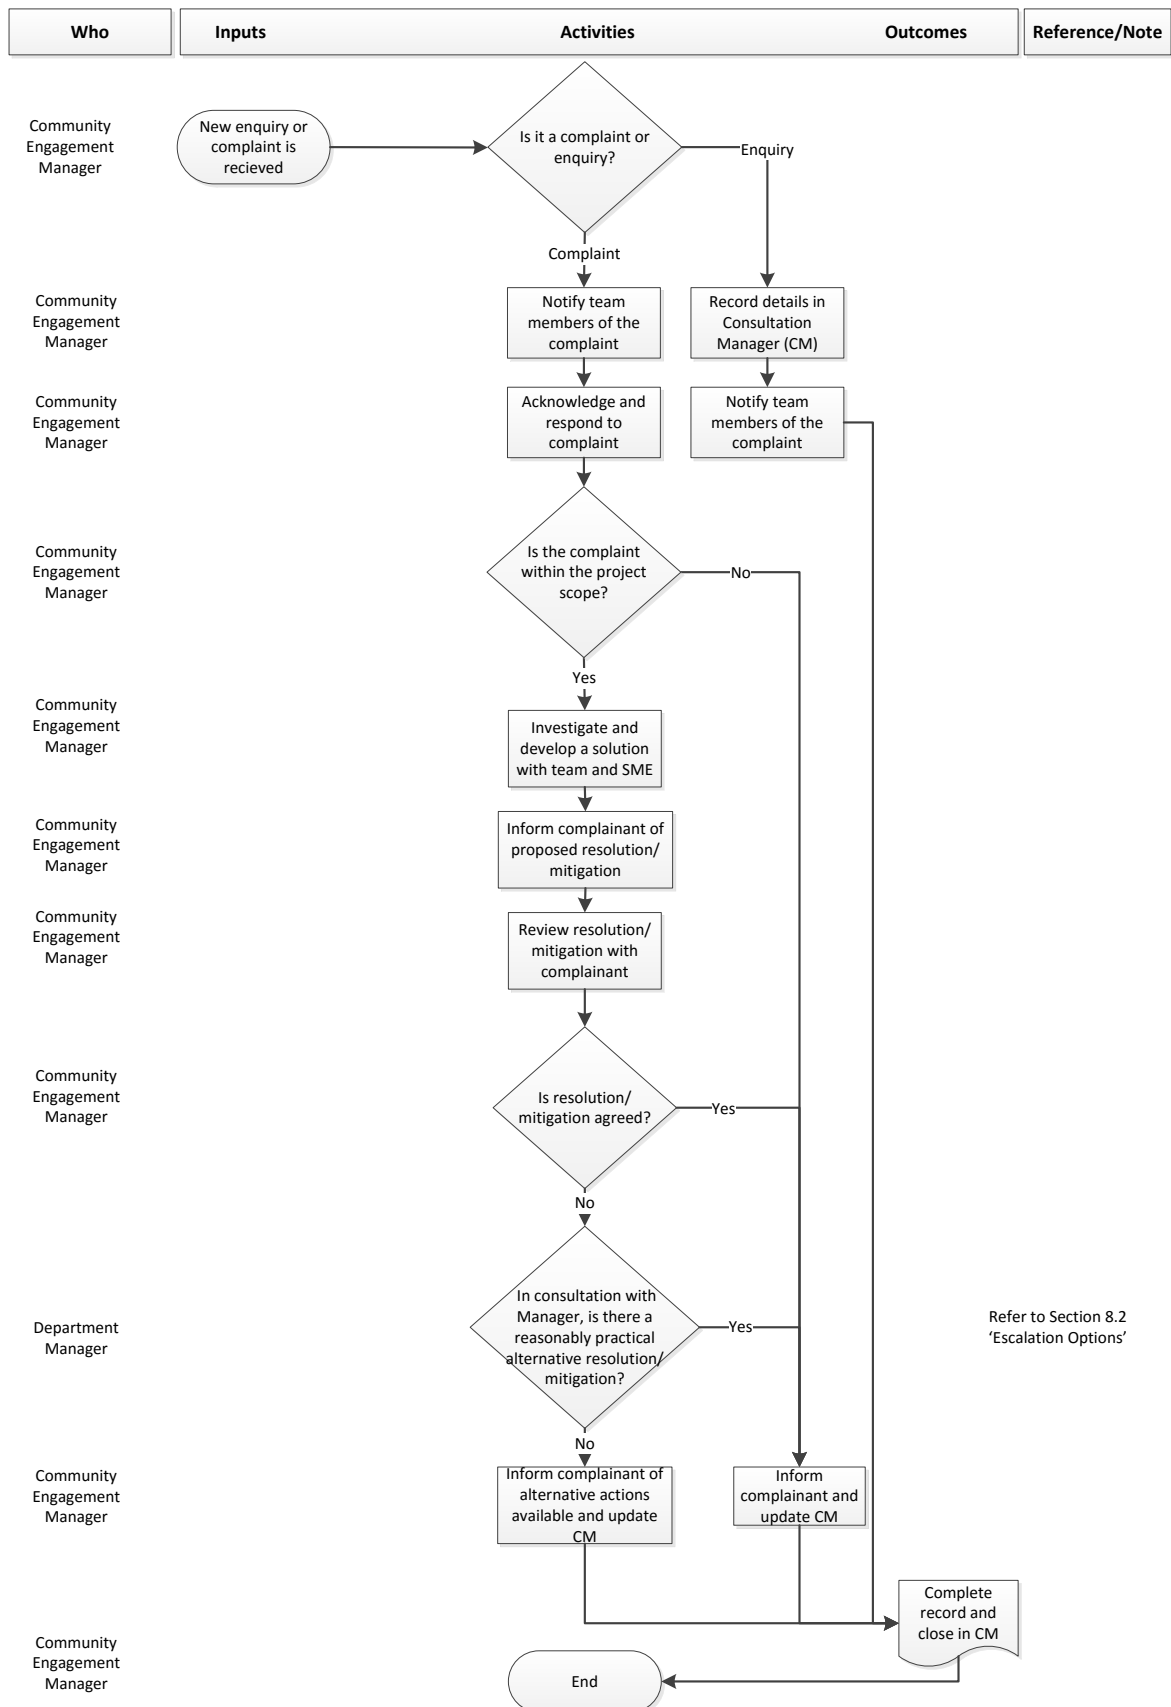 Who
Inputs
Activities
Outcomes
Reference/Note
Community
Engagement
Manager
New enquiry or
complaint is
recieved
Is it a complaint or
enquiry?
Enquiry
Complaint
Community
Engagement
Manager
Notify team
members of the
complaint
Record details in
Consultation
Manager (CM)
Community
Engagement
Manager
Acknowledge and
respond to
complaint
Notify team
members of the
complaint
Community
Engagement
Manager
Is the complaint
within the project
scope?
No
Yes
Community
Engagement
Manager
Investigate and
develop a solution
with team and SME
Community
Engagement
Manager
Inform complainant of
proposed resolution/
mitigation
Community
Engagement
Manager
Review resolution/
mitigation with
complainant
Community
Engagement
Manager
Is resolution/
mitigation agreed?
Yes
No
Department
Manager
In consultation with
Manager, is there a
reasonably practical
alternative resolution/
mitigation?
Yes
Refer to Section 8.2
‘Escalation Options’
No
Community
Engagement
Manager
Inform complainant of
alternative actions
available and update
CM
Inform
complainant and
update CM
Complete
record and
close in CM
Community
Engagement
Manager
End